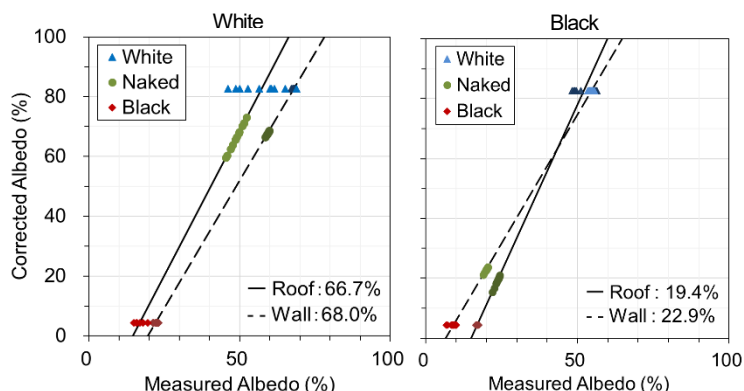 White
Black
100
80
60
40
20
0
Corrected Albedo (%)
White
Naked
Black
Roof : 66.7%
Wall : 68.0%
0
50
100
Measured Albedo (%)
White
Naked
Black
Roof : 19.4%
Wall : 22.9%
0
50
100
Measured Albedo (%)